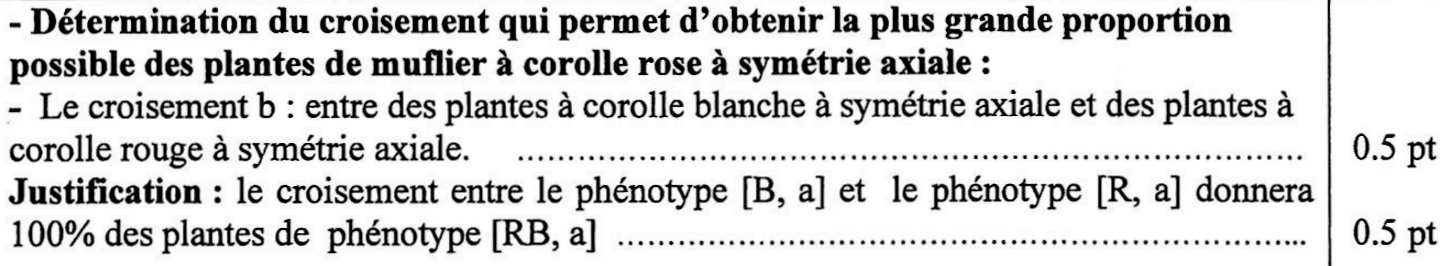 - Détermination du croisement qui permet d'obtenir la plus grande proportion
possible des plantes de muflier à corolle rose à symétrie axiale :
- Le croisement b : entre des plantes à corolle blanche à symétrie axiale et des plantes à
corolle rouge à symétrie axiale. .................................................................................. 0.5 pt
Justification : le croisement entre le phénotype [B, a] et le phénotype [R, a] donnera
100% des plantes de phénotype [RB, a] ........................................................................ 0.5 pt